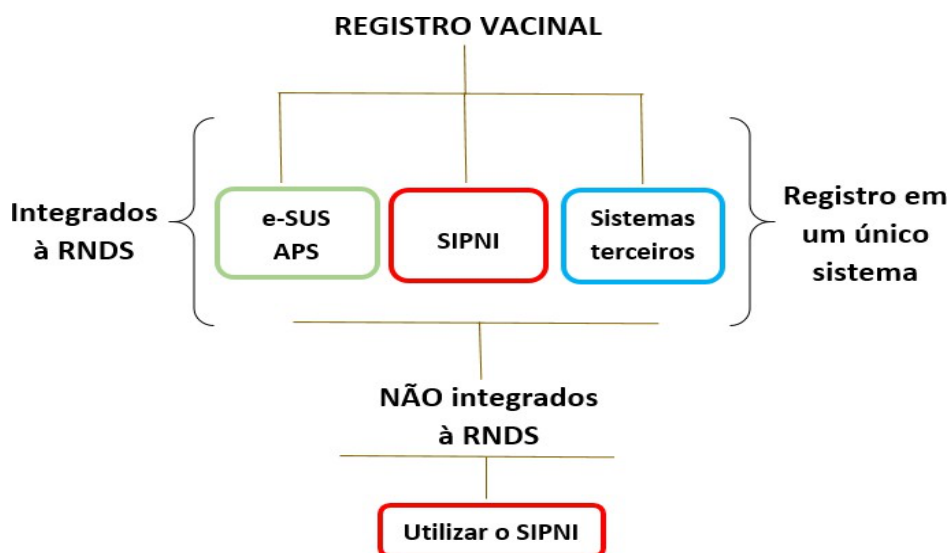 REGISTRO VACINAL
Integrados
à RNDS
e-SUS
APS
SIPNI
Sistemas
terceiros
Registro em
um único
sistema
NÃO integrados
à RNDS
Utilizar o SIPNI